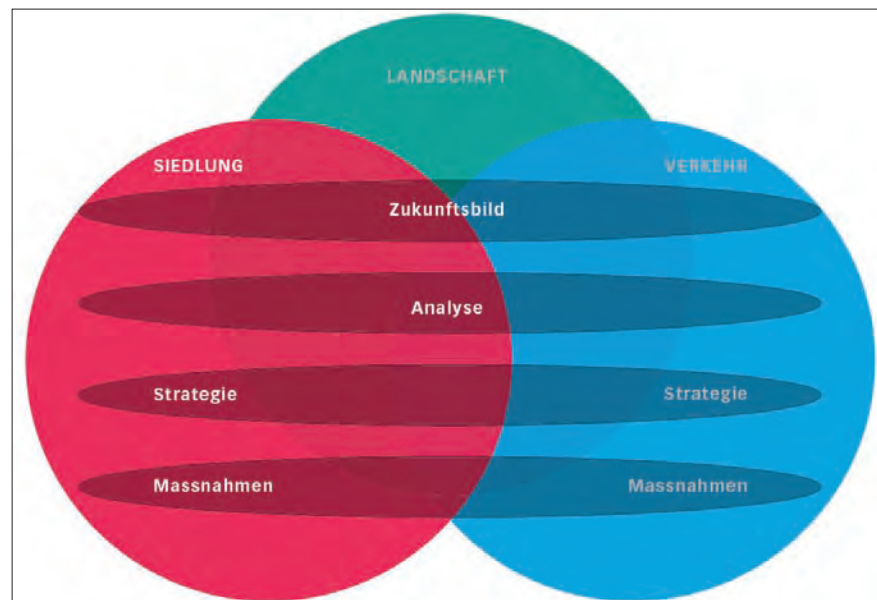 LANDSCHAFT
SIEDLUNG
VERKEHR
Zukunftsbild
Analyse
Strategie
Strategie
Massnahmen
Massnahmen